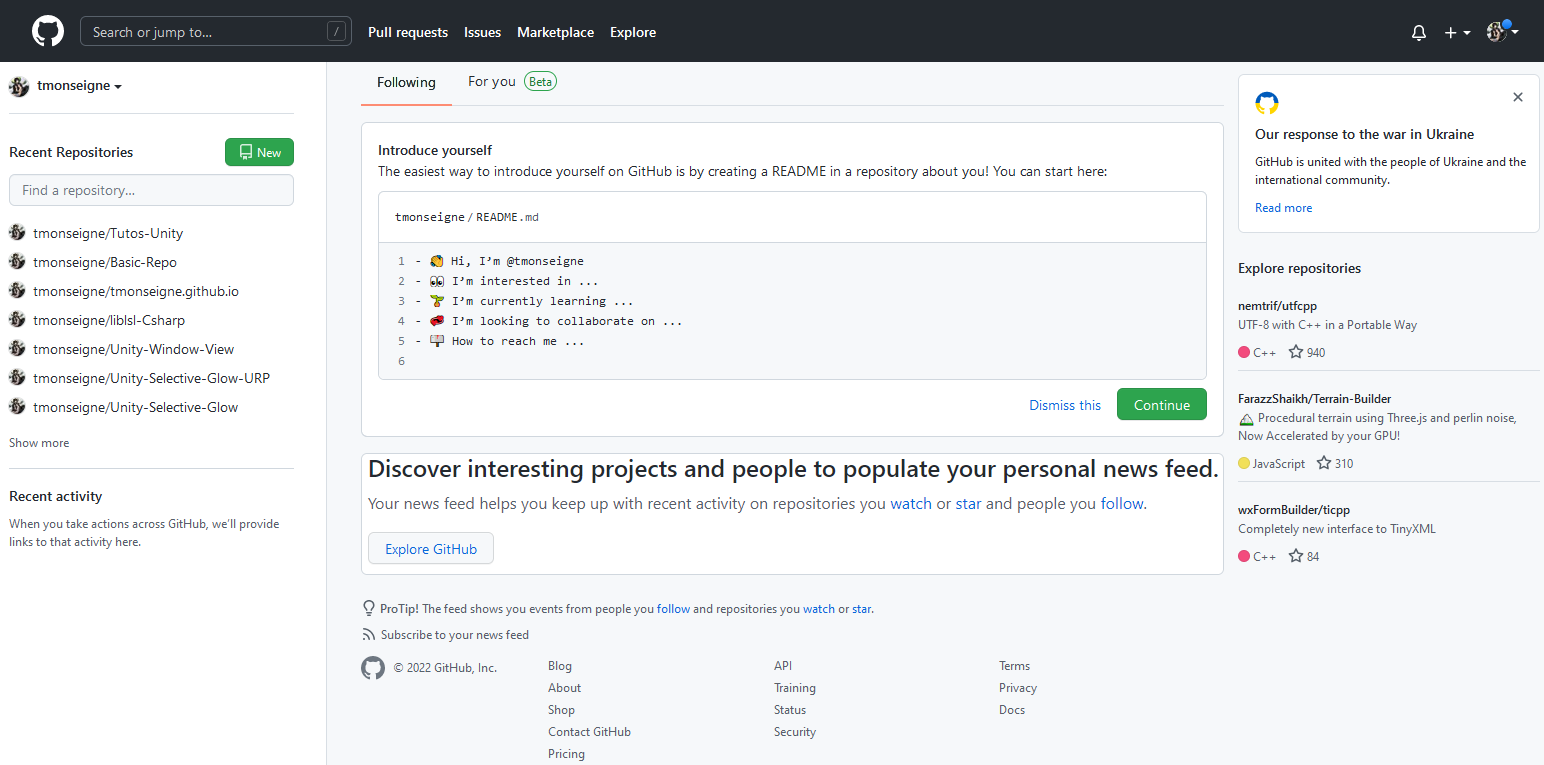 Search or jump to... /
Pull requests
Issues
Marketplace
Explore
tmonseigne
Recent Repositories
New
Find a repository...
tmonseigne/Tutos-Unity
tmonseigne/Basic-Repo
tmonseigne/tmonseigne.github.io
tmonseigne/liblsl-Csharp
tmonseigne/Unity-Window-View
tmonseigne/Unity-Selective-Glow-URP
tmonseigne/Unity-Selective-Glow
Show more
Recent activity
When you take actions across GitHub, we'll provide
links to that activity here.
Following
For you Beta
Introduce yourself
The easiest way to introduce yourself on GitHub is by creating a README in a repository about you! You can start here:
tmonseigne / README.md
1 - 👋 Hi, I'm @tmonseigne
2 - 👀 I'm interested in ...
3 - 🌱 I'm currently learning ...
4 - 💞️ I'm looking to collaborate on ...
5 - 📫 How to reach me ...
6
Dismiss this
Continue
Discover interesting projects and people to populate your personal news feed.
Your news feed helps you keep up with recent activity on repositories you watch or star and people you follow.
Explore GitHub
ProTip! The feed shows you events from people you follow and repositories you watch or star.
Subscribe to your news feed
© 2022 GitHub, Inc.
Blog
About
Shop
Contact GitHub
Pricing
API
Training
Status
Security
Terms
Privacy
Docs
Our response to the war in Ukraine
GitHub is united with the people of Ukraine and the
international community.
Read more
Explore repositories
nemtrif/utfcpp
UTF-8 with C++ in a Portable Way
C++ 940
FarazzShaikh/Terrain-Builder
🏔 Procedural terrain using Three.js and perlin noise,
Now Accelerated by your GPU!
JavaScript 310
wxFormBuilder/ticpp
Completely new interface to TinyXML
C++ 84